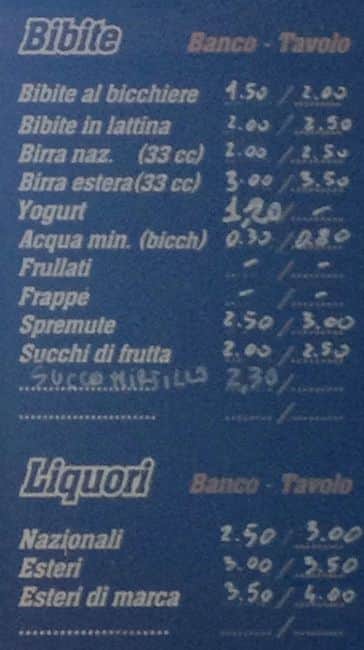 Bibite Banco - Tavolo
Bibite al bicchiere 1.50 / 2.00
Bibite in lattina 2.00 / 2.50
Birra naz. (33 cc) 2.00 / 2.50
Birra estera (33 cc) 3.00 / 3.50
Yogurt 1,20 / -
Acqua min. (bicch) 0.30 / 0.80
Frullati - / -
Frappé - / -
Spremute 2.50 / 3.00
Succhi di frutta 2.00 / 2.50
SUCCO MIRTILLO 2,30 /
Liquori Banco - Tavolo
Nazionali 2.50 / 3.00
Esteri 3.00 / 3.50
Esteri di marca 3.50 / 4.00